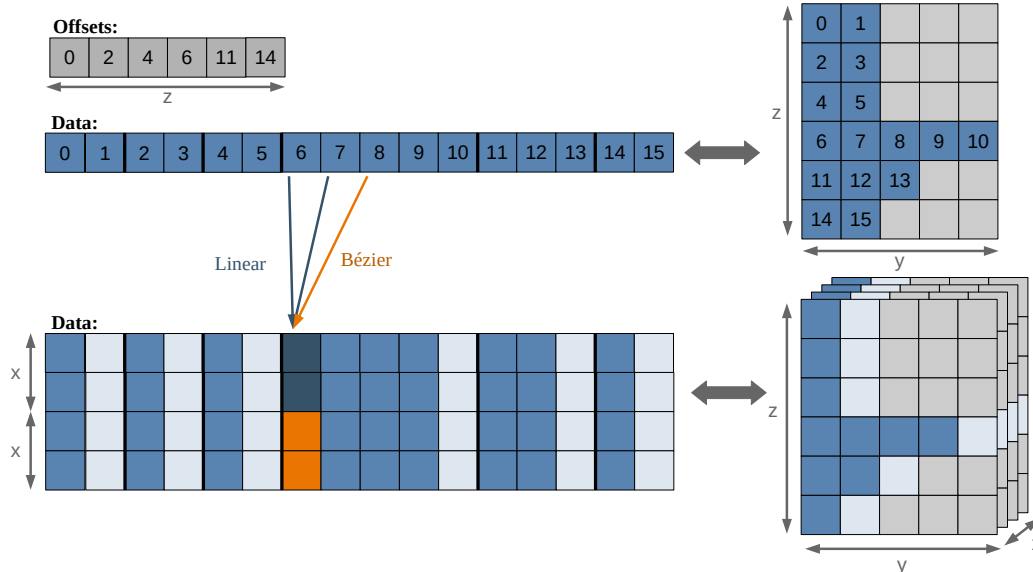 Offsets:
0 2 4 6 11 14
z
Data:
0 1 2 3 4 5 6 7 8 9 10 11 12 13 14 15
Linear
Bézier
Data:
x
x
0 1
2 3
4 5
z
6 7 8 9 10
11 12 13
14 15
y
z
y